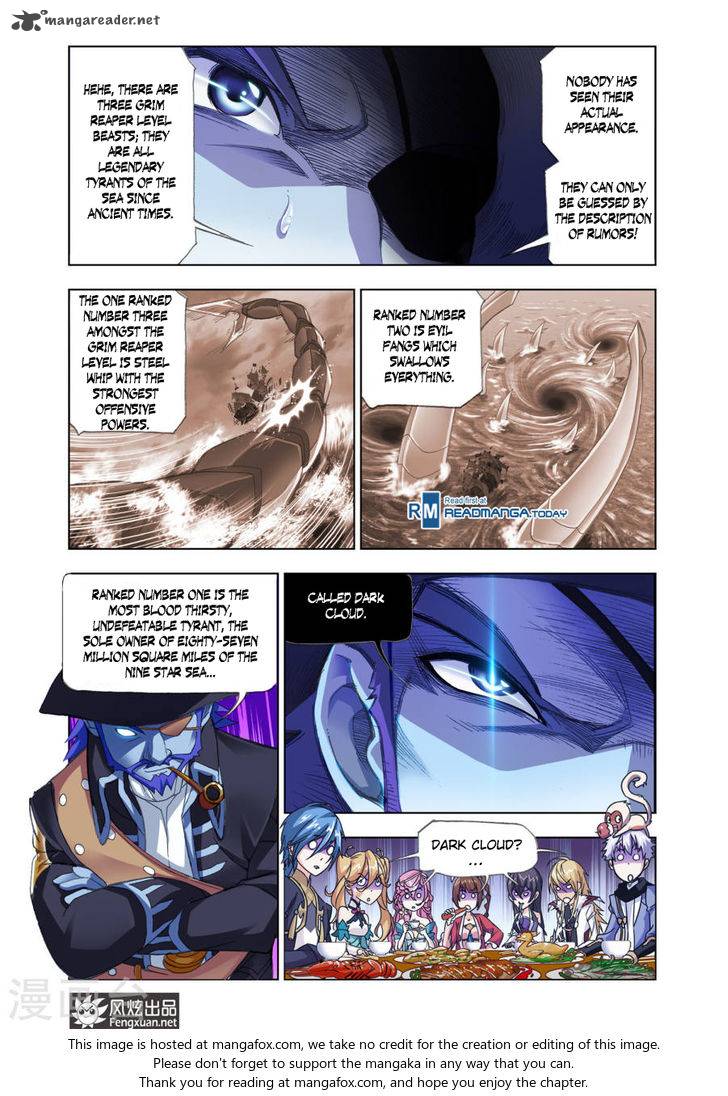 mangareader.net
HEHE, THERE ARE
THREE GRIM
REAPER LEVEL
BEASTS; THEY
ARE ALL
LEGENDARY
TYRANTS OF THE
SEA SINCE
ANCIENT TIMES.
NOBODY HAS
SEEN THEIR
ACTUAL
APPEARANCE.
THEY CAN ONLY
BE GUESSED BY
THE DESCRIPTION
OF RUMORS!
THE ONE RANKED
NUMBER THREE
AMONGST THE
GRIM REAPER
LEVEL IS STEEL
WHIP WITH THE
STRONGEST
OFFENSIVE
POWERS.
RANKED NUMBER
TWO IS EVIL
FANGS WHICH
SWALLOWS
EVERYTHING.
RM
Read first at
READMANGA.TODAY
RANKED NUMBER ONE IS THE
MOST BLOOD THIRSTY,
UNDEFEATABLE TYRANT, THE
SOLE OWNER OF EIGHTY-SEVEN
MILLION SQUARE MILES OF THE
NINE STAR SEA...
CALLED DARK
CLOUD.
DARK CLOUD?
...
漫画台
风炫出品
Fengxuan.net
This image is hosted at mangafox.com, we take no credit for the creation or editing of this image.
Please don't forget to support the mangaka in any way that you can.
Thank you for reading at mangafox.com, and hope you enjoy the chapter.